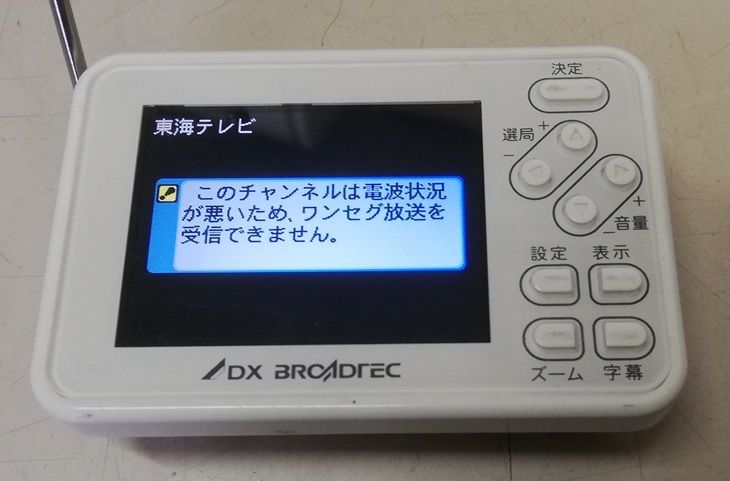 東海テレビ
このチャンネルは電波状況
が悪いため、ワンセグ放送を
受信できません。
ADX BROADTEC
決定
選局
+
-
+
-
音量
設定 表示
ズーム 字幕